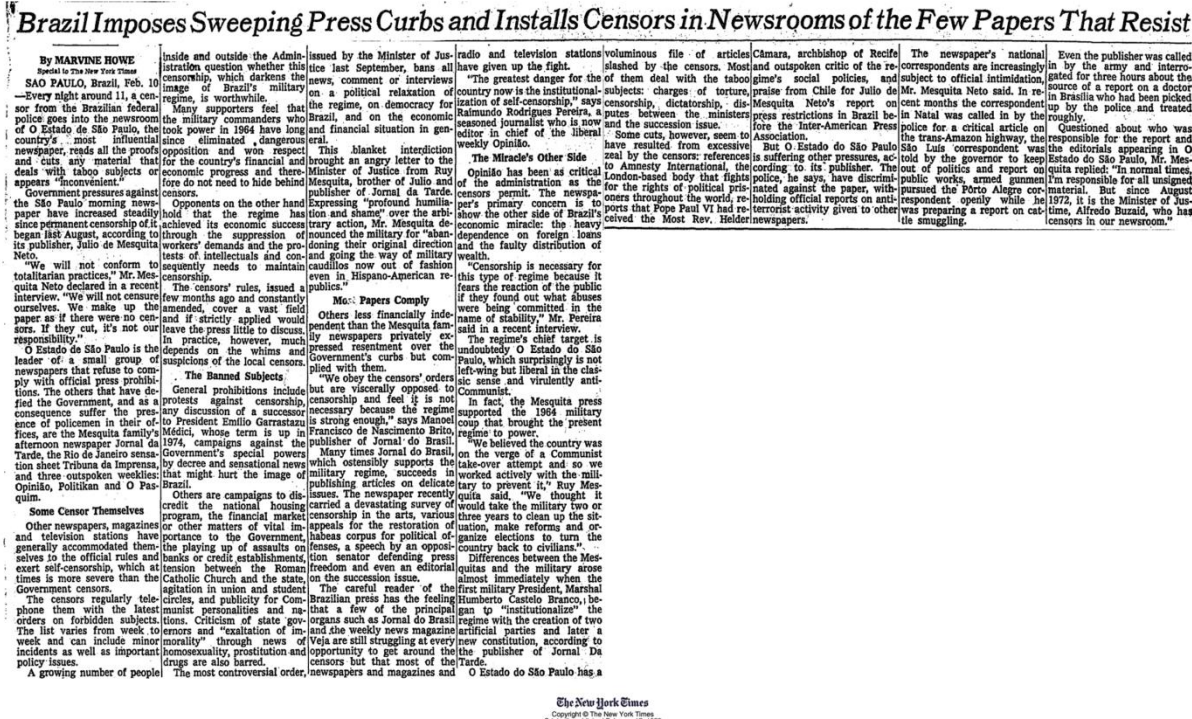 Brazil Imposes Sweeping Press Curbs and Installs Censors in Newsrooms of the Few Papers That Resist
By MARVINE HOWE
Special to The New York Times
SAO PAULO, Brazil, Feb. 10
—Every night around 11, a cen-
sor from the Brazilian federal
police goes into the newsroom
of O Estado de São Paulo, the
country's most influential
newspaper, reads all the proofs
and cuts any material that
deals with taboo subjects or
appears "inconvenient."
Government pressures against
the São Paulo morning news-
paper have increased steadily
since permanent censorship of it
began last August, according to
its publisher, Julio de Mesquita
Neto.
"We will not conform to
totalitarian practices," Mr. Mes-
quita Neto declared in a recent
interview. "We will not censure
ourselves. We make up the
paper as if there were no cen-
sors. If they cut, it's not our
responsibility."
O Estado de São Paulo is the
leader of a small group of
newspapers that refuse to com-
ply with official press prohibi-
tions. The others that have de-
fied the Government, and as a
consequence suffer the pres-
ence of policemen in their of-
fices, are the Mesquita family's
afternoon newspaper Jornal da
Tarde, the Rio de Janeiro sensa-
tion sheet Tribuna da Imprensa,
and three outspoken weeklies:
Opinião, Politikan and O Pas-
quim.
Some Censor Themselves
Other newspapers, magazines
and television stations have
generally accommodated them-
selves to the official rules and
exert self-censorship, which at
times is more severe than the
Government censors.
The censors regularly tele-
phone them with the latest
orders on forbidden subjects.
The list varies from week to
week and can include minor
incidents as well as important
policy issues.
A growing number of people
inside and outside the Admin-
istration question whether this
censorship, which darkens the
image of Brazil's military
regime, is worthwhile.
Many supporters feel that
the military commanders who
took power in 1964 have long
since eliminated dangerous
opposition and won respect
for the country's financial and
economic progress and there-
fore do not need to hide behind
censors.
Opponents on the other hand
hold that the regime has
achieved its economic success
through the suppression of
workers' demands and the pro-
tests of intellectuals and con-
sequently needs to maintain
censorship.
The censors' rules, issued a
few months ago and constantly
amended, cover a vast field
and if strictly applied would
leave the press little to discuss.
In practice, however, much
depends on the whims and
suspicions of the local censors.
The Banned Subjects
General prohibitions include
protests against censorship,
any discussion of a successor
to President Emílio Garrastazu
Médici, whose term is up in
1974, campaigns against the
Government's special powers
by decree and sensational news
that might hurt the image of
Brazil.
Others are campaigns to dis-
credit the national housing
program, the financial market
or other matters of vital im-
portance to the Government,
the playing up of assaults on
banks or credit establishments,
tension between the Roman
Catholic Church and the state,
agitation in union and student
circles, and publicity for Com-
munist personalities and na-
tions. Criticism of state gov-
ernors and "exaltation of im-
morality" through news of
homosexuality, prostitution and
drugs are also barred.
The most controversial order,
issued by the Minister of Jus-
tice last September, bans all
news, comment or interviews
on a political relaxation of
the regime, on democracy for
Brazil, and on the economic
and financial situation in gen-
eral.
This blanket interdiction
brought an angry letter to the
Minister of Justice from Ruy
Mesquita, brother of Julio and
publisher of Jornal da Tarde.
Expressing "profound humilia-
tion and shame" over the arbi-
trary action, Mr. Mesquita de-
nounced the military for "aban-
doning their original direction
and going the way of military
caudillos now out of fashion
even in Hispano-American re-
publics."
Most Papers Comply
Others less financially inde-
pendent than the Mesquita fam-
ily newspapers privately ex-
pressed resentment over the
Government's curbs but com-
plied with them.
"We obey the censors' orders
but are viscerally opposed to
censorship and feel it is not
necessary because the regime
is strong enough," says Manoel
Francisco de Nascimento Brito,
publisher of Jornal do Brasil.
Many times Jornal do Brasil,
which ostensibly supports the
military regime, succeeds in
publishing articles on delicate
issues. The newspaper recently
carried a devastating survey of
censorship in the arts, various
appeals for the restoration of
habeas corpus for political of-
fenses, a speech by an opposi-
tion senator defending press
freedom and even an editorial
on the succession issue.
The careful reader of the
Brazilian press has the feeling
that a few of the principal
organs such as Jornal do Brasil
and the weekly news magazine
Veja are still struggling at every
opportunity to get around the
censors but that most of the
newspapers and magazines and
radio and television stations
have given up the fight.
"The greatest danger for the
country now is the institutional-
ization of self-censorship," says
Raimundo Rodrigues Pereira, a
seasoned journalist who is now
editor in chief of the liberal
weekly Opinião.
The Miracle's Other Side
Opinião has been as critical
of the administration as the
censors permit. The newspa-
per's primary concern is to
show the other side of Brazil's
economic miracle: the heavy
dependence on foreign loans
and the faulty distribution of
wealth.
"Censorship is necessary for
this type of regime because it
fears the reaction of the public
if they found out what abuses
were being committed in the
name of stability," Mr. Pereira
said in a recent interview.
The regime's chief target is
undoubtedly O Estado de São
Paulo, which surprisingly is not
left-wing but liberal in the clas-
sic sense and virulently anti-
Communist.
In fact, the Mesquita press
supported the 1964 military
coup that brought the present
regime to power.
"We believed the country was
on the verge of a Communist
take-over attempt and so we
worked actively with the mili-
tary to prevent it," Ruy Mes-
quita said. "We thought it
would take the military two or
three years to clean up the sit-
uation, make reforms and or-
ganize elections to turn the
country back to civilians."
Differences between the Mes-
quitas and the military arose
almost immediately when the
first military President, Marshal
Humberto Castelo Branco, be-
gan to "institutionalize" the
regime with the creation of two
artificial parties and later a
new constitution, according to
the publisher of Jornal Da
Tarde.
O Estado do São Paulo has a
voluminous file of articles
slashed by the censors. Most
of them deal with the taboo
subjects: charges of torture,
censorship, dictatorship, dis-
putes between the ministers
and the succession issue.
Some cuts, however, seem to
have resulted from excessive
zeal by the censors: references
to Amnesty International, the
London-based body that fights
for the rights of political pris-
oners throughout the world, re-
ports that Pope Paul VI had re-
ceived the Most Rev. Helder
Câmara, archbishop of Recife
and outspoken critic of the re-
gime's social policies, and
praise from Chile for Julio de
Mesquita Neto's report on
press restrictions in Brazil be-
fore the Inter-American Press
Association.
But O Estado de São Paulo
is suffering other pressures, ac-
cording to its publisher. The
police, he says, have discrimi-
nated against the paper, with-
holding official reports on anti-
terrorist activity given to other
newspapers.
The newspaper's national
correspondents are increasingly
subject to official intimidation,
Mr. Mesquita Neto said. In re-
cent months the correspondent
in Natal was called in by the
police for a critical article on
the trans-Amazon highway, the
São Luís correspondent was
told by the governor to keep
out of politics and report on
public works, armed gunmen
pursued the Pôrto Alegre cor-
respondent openly while he
was preparing a report on cat-
tle smuggling.
Even the publisher was called
in by the army and interro-
gated for three hours about the
source of a report on a doctor
in Brasília who had been picked
up by the police and treated
roughly.
Questioned about who was
responsible for the report and
the editorials appearing in O
Estado do São Paulo, Mr. Mes-
quita replied: "In normal times,
I'm responsible for all unsigned
material. But since August
1972, it is the Minister of Jus-
time, Alfredo Buzaid, who has
censors in our newsroom."
The New York Times
Copyright © The New York Times